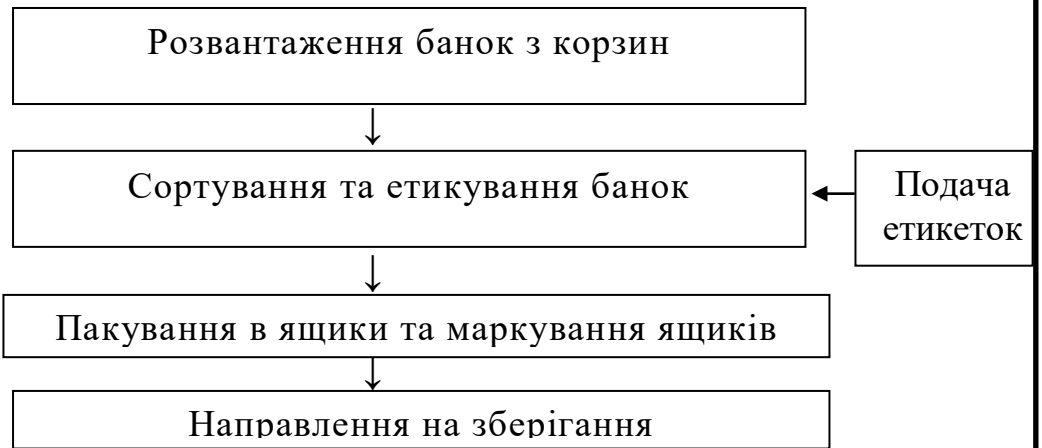 Розвантаження банок з корзин
Сортування та етикування банок
Подача
етикеток
Пакування в ящики та маркування ящиків
Направлення на зберігання